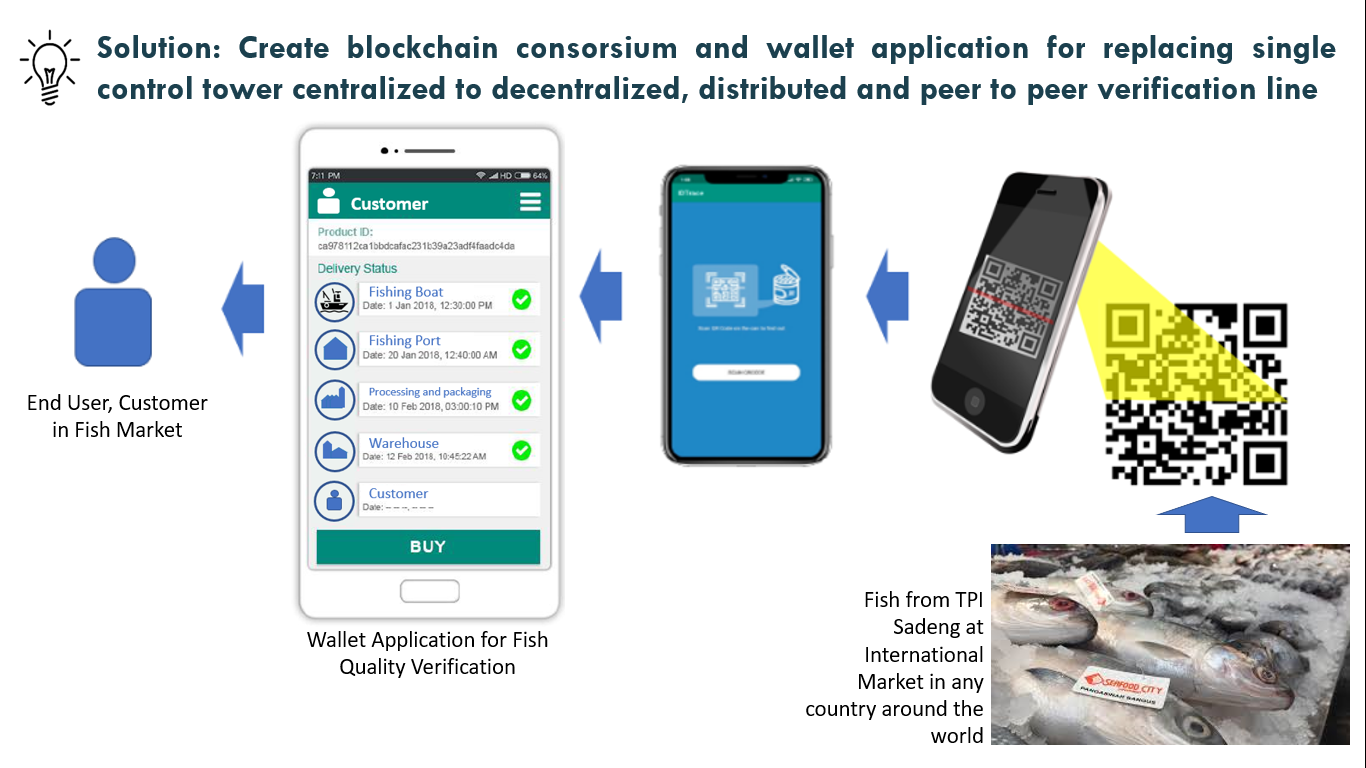 Solution: Create blockchain consorsium and wallet application for replacing single
control tower centralized to decentralized, distributed and peer to peer verification line
7:11 PM
HD
64%
Customer
Product ID:
ca978112ca1bbdcafac231b39a23adf4faadc4da
Delivery Status
Fishing Boat
Date: 1 Jan 2018, 12:30:00 PM
Fishing Port
Date: 20 Jan 2018, 12:40:00 AM
Processing and packaging
Date: 10 Feb 2018, 03:00:10 PM
Warehouse
Date: 12 Feb 2018, 10:45:22 AM
Customer
Date: – – –, – – –
BUY
End User, Customer
in Fish Market
Wallet Application for Fish
Quality Verification
Fish from TPI
Sadeng at
International
Market in any
country around the
world
SEAFOOD CITY
PANGASINAN BANGUS